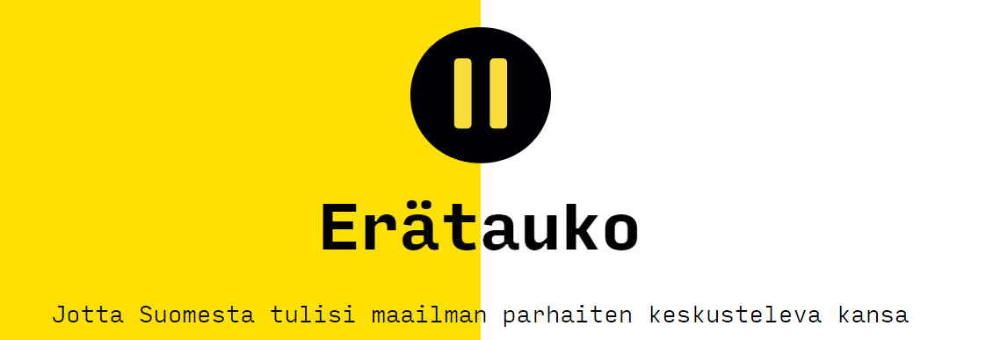 Erätauko
Jotta Suomesta tulisi maailman parhaiten keskusteleva kansa